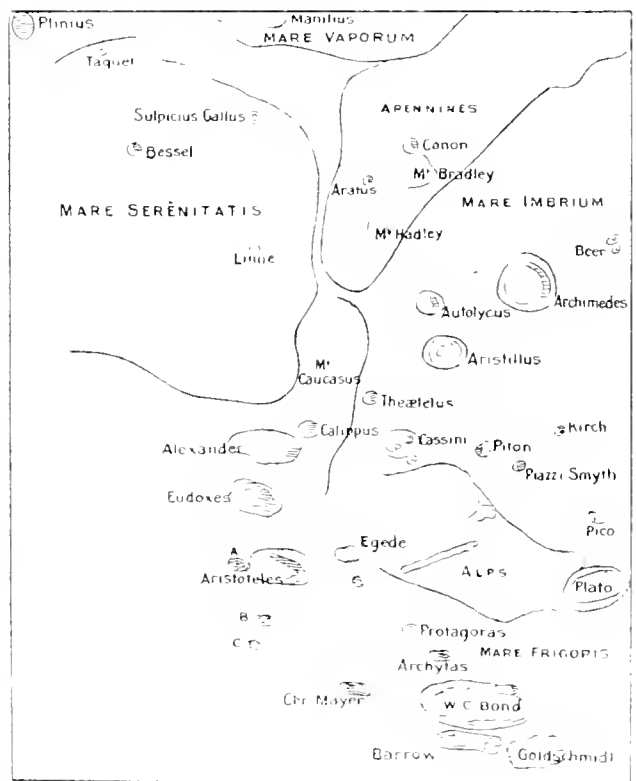 Plinius
Manilius
MARE VAPORUM
Taquet
Sulpicius Gallus
APENNINES
Bessel
Conon
Mt Bradley
Aratus
MARE SERENITATIS
MARE IMBRIUM
Mt Hadley
Beer
Linne
Archimedes
Autolycus
Aristillus
Mt
Caucasus
Theætetus
Calippus
Kirch
Alexander
Cassini
Piton
Piazzi Smyth
Eudoxes
Pico
Egede
A
Aristoteles
ALPS
Plato
B
C
Protagoras
MARE FRIGORIS
Archytas
Chr Mayer
W C Bond
Barrow
Goldschmidt